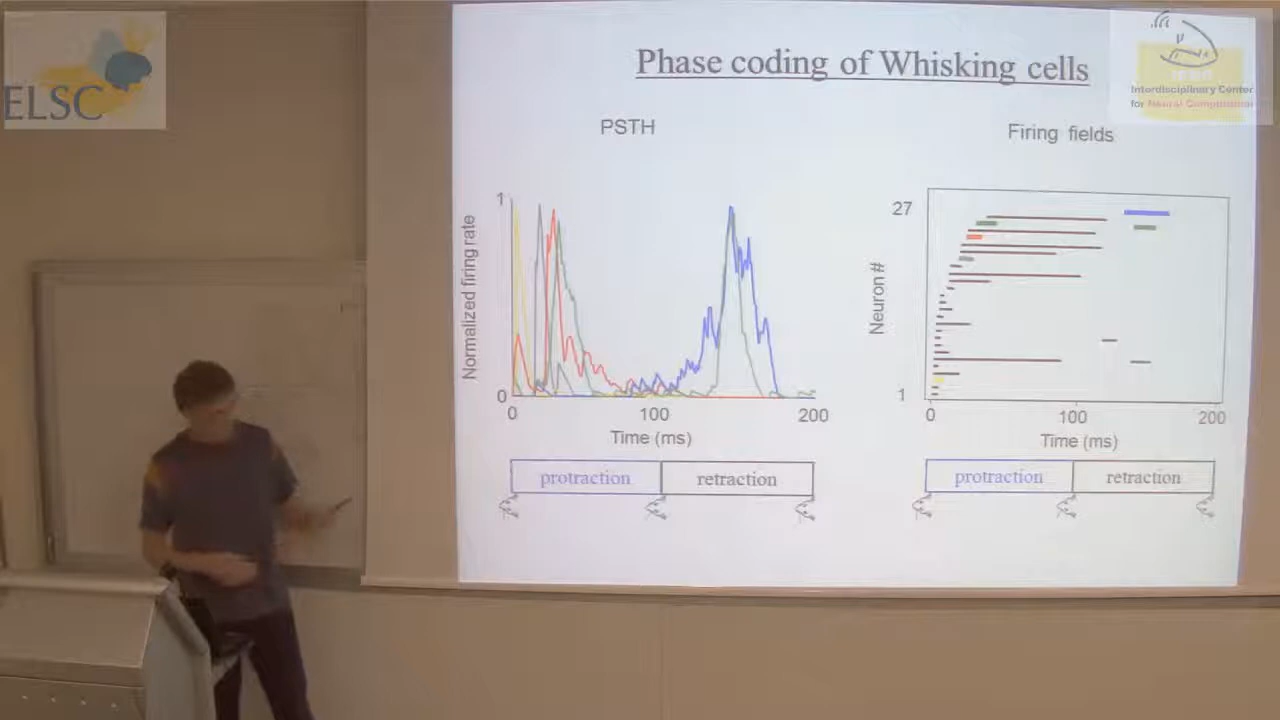 ELSC
Phase coding of Whisking cells
Interdisciplinary Center
for Neural Computation
PSTH
Firing fields
1
Normalized firing rate
0
0
100
200
Time (ms)
protraction
retraction
27
Neuron #
1
0
100
200
Time (ms)
protraction
retraction